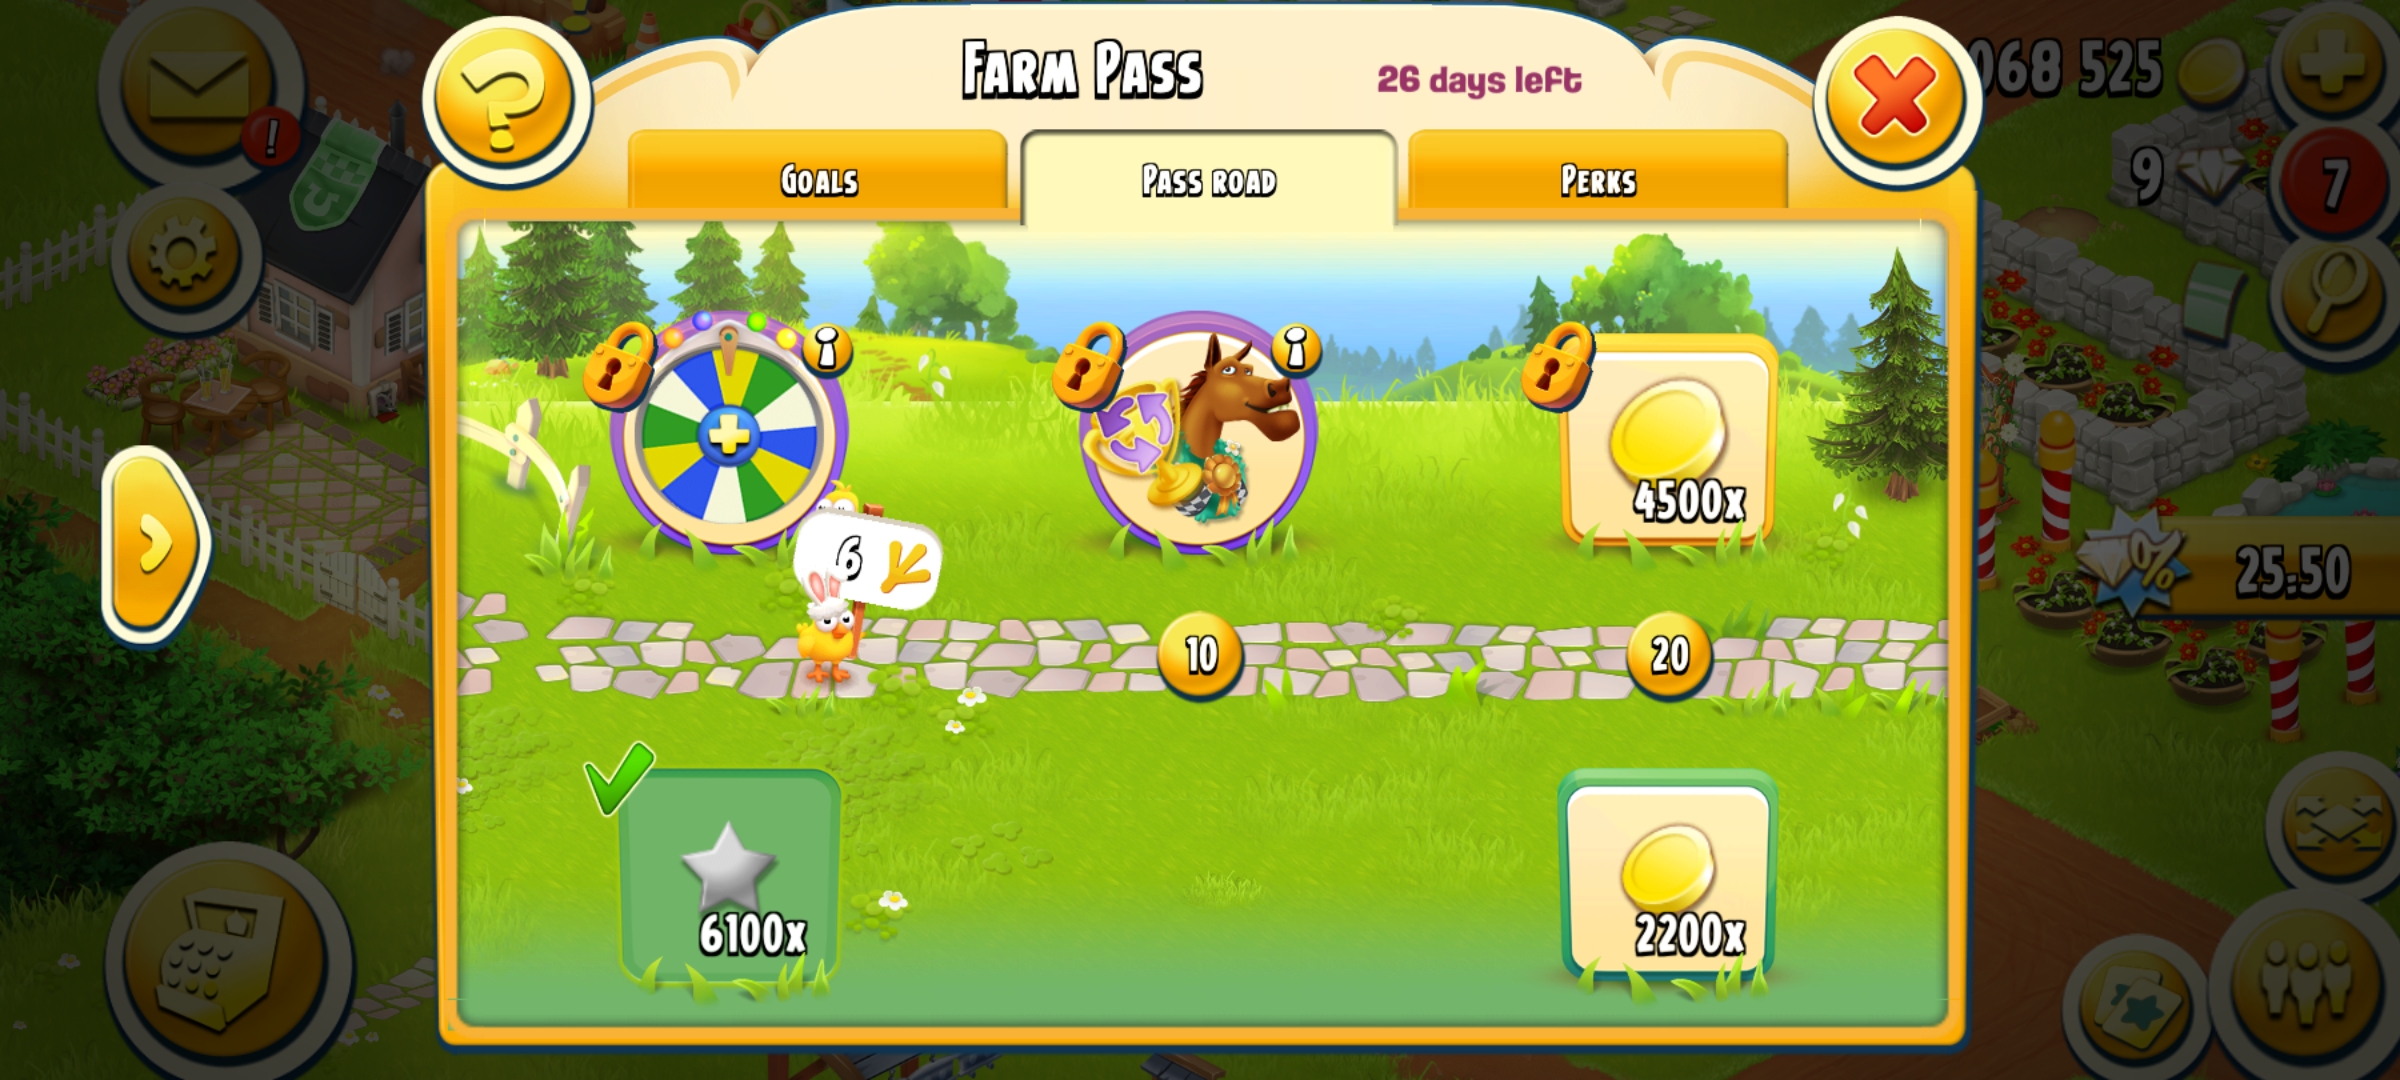 FARM PASS
26 days left
068 525
GOALS
PASS ROAD
PERKS
9
7
4500x
6
25:50
10
20
6100x
2200x